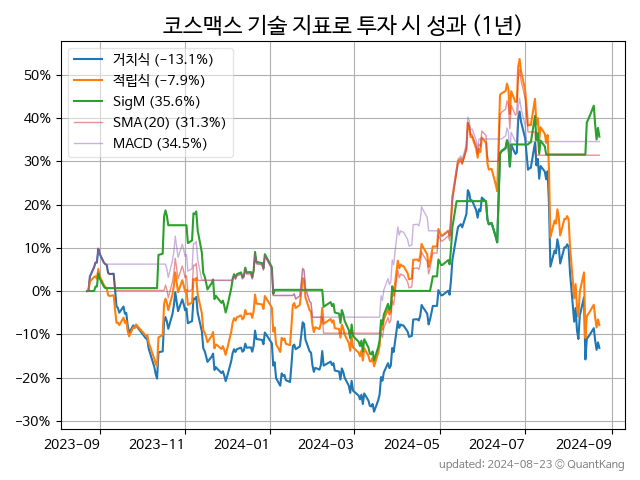 코스맥스 기술 지표로 투자 시 성과 (1년)
거치식 (−13.1%)
적립식 (−7.9%)
SigM (35.6%)
SMA(20) (31.3%)
MACD (34.5%)
50%
40%
30%
20%
10%
0%
−10%
−20%
−30%
2023-09 2023-11 2024-01 2024-03 2024-05 2024-07 2024-09
updated: 2024-08-23 ⓒ QuantKang